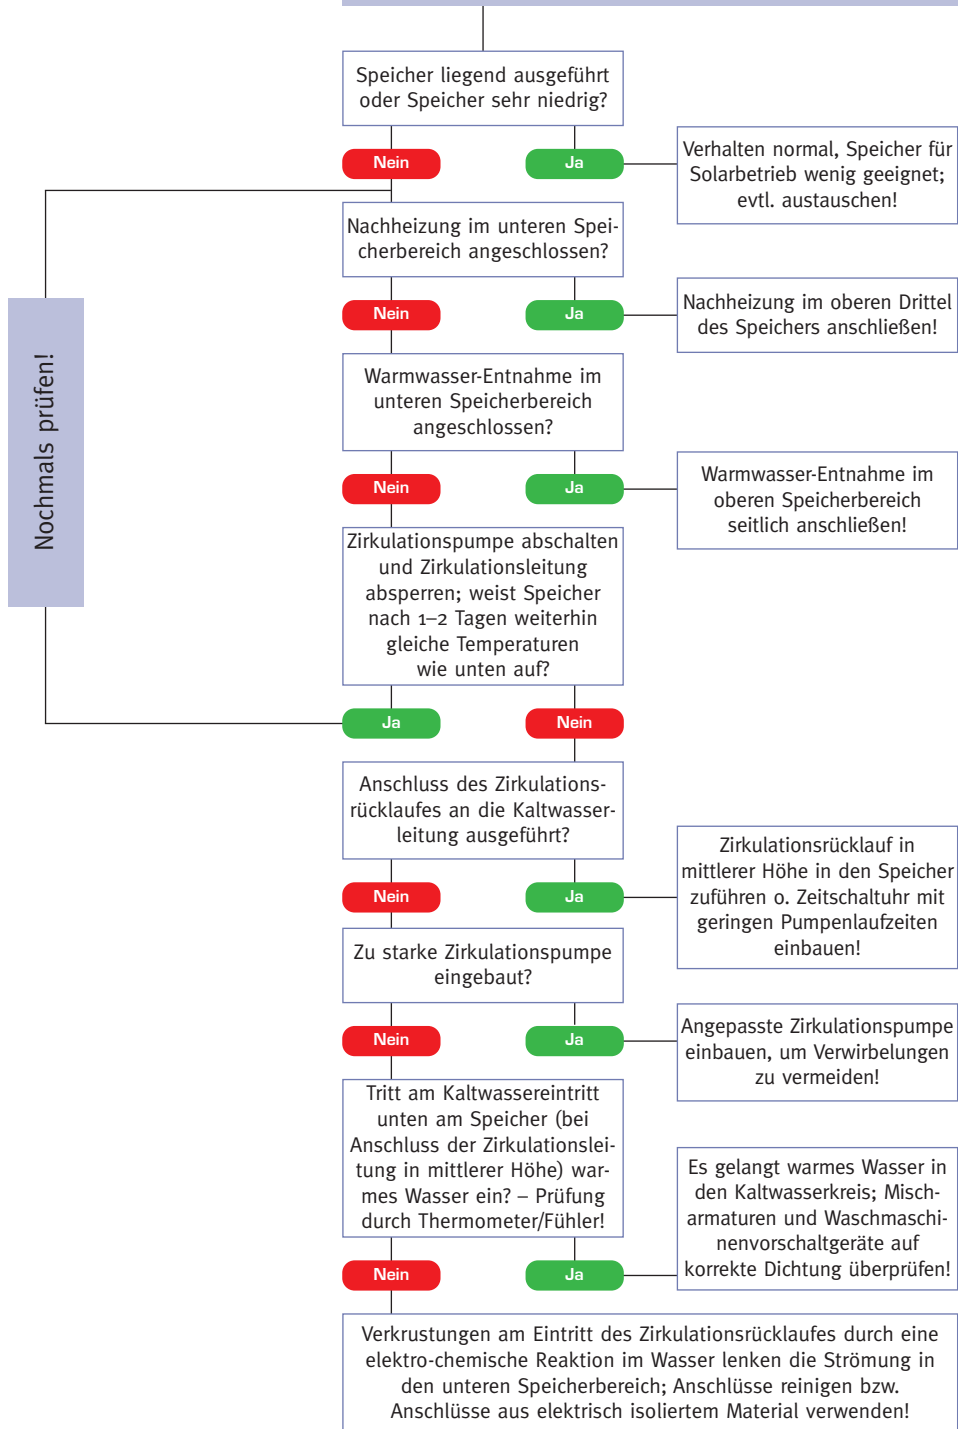 Speicher liegend ausgeführt
oder Speicher sehr niedrig?
Nein
Ja
Verhalten normal, Speicher für
Solarbetrieb wenig geeignet;
evtl. austauschen!
Nachheizung im unteren Spei-
cherbereich angeschlossen?
Nein
Ja
Nachheizung im oberen Drittel
des Speichers anschließen!
Nochmals prüfen!
Warmwasser-Entnahme im
unteren Speicherbereich
angeschlossen?
Nein
Ja
Warmwasser-Entnahme im
oberen Speicherbereich
seitlich anschließen!
Zirkulationspumpe abschalten
und Zirkulationsleitung
absperren; weist Speicher
nach 1–2 Tagen weiterhin
gleiche Temperaturen
wie unten auf?
Ja
Nein
Anschluss des Zirkulations-
rücklaufes an die Kaltwasser-
leitung ausgeführt?
Nein
Ja
Zirkulationsrücklauf in
mittlerer Höhe in den Speicher
zuführen o. Zeitschaltuhr mit
geringen Pumpenlaufzeiten
einbauen!
Zu starke Zirkulationspumpe
eingebaut?
Nein
Ja
Angepasste Zirkulationspumpe
einbauen, um Verwirbelungen
zu vermeiden!
Tritt am Kaltwassereintritt
unten am Speicher (bei
Anschluss der Zirkulationslei-
tung in mittlerer Höhe) war-
mes Wasser ein? – Prüfung
durch Thermometer/Fühler!
Nein
Ja
Es gelangt warmes Wasser in
den Kaltwasserkreis; Misch-
armaturen und Waschmaschi-
nenvorschaltgeräte auf
korrekte Dichtung überprüfen!
Verkrustungen am Eintritt des Zirkulationsrücklaufes durch eine
elektro-chemische Reaktion im Wasser lenken die Strömung in
den unteren Speicherbereich; Anschlüsse reinigen bzw.
Anschlüsse aus elektrisch isoliertem Material verwenden!